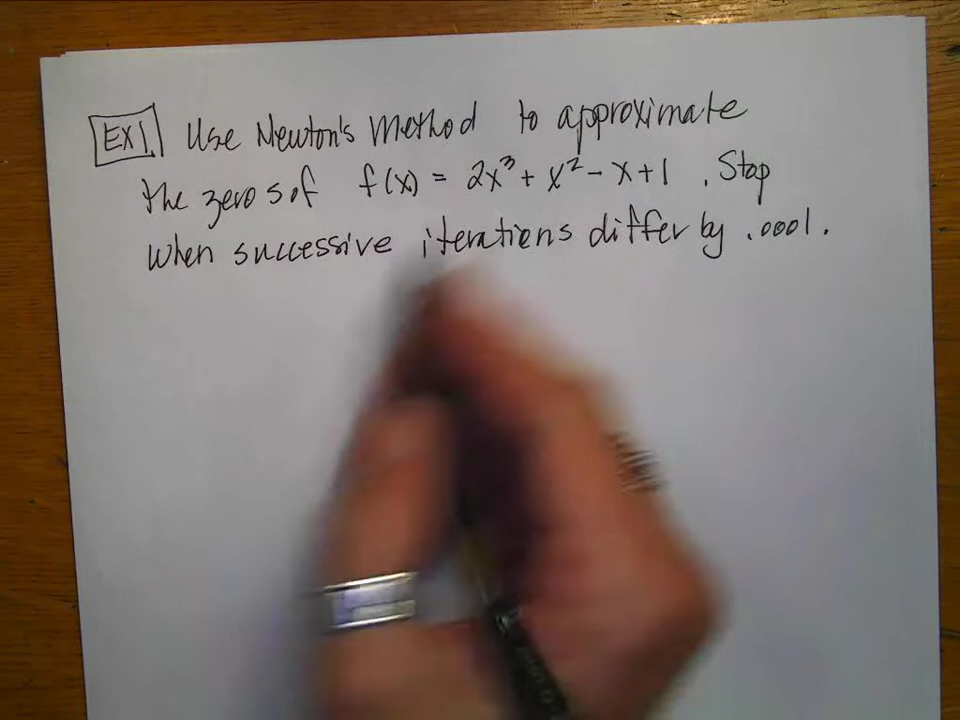 EX1. Use Newton's Method to approximate
the zeros of f(x) = 2x³ + x² - x + 1 . Stop
when successive iterations differ by .0001.